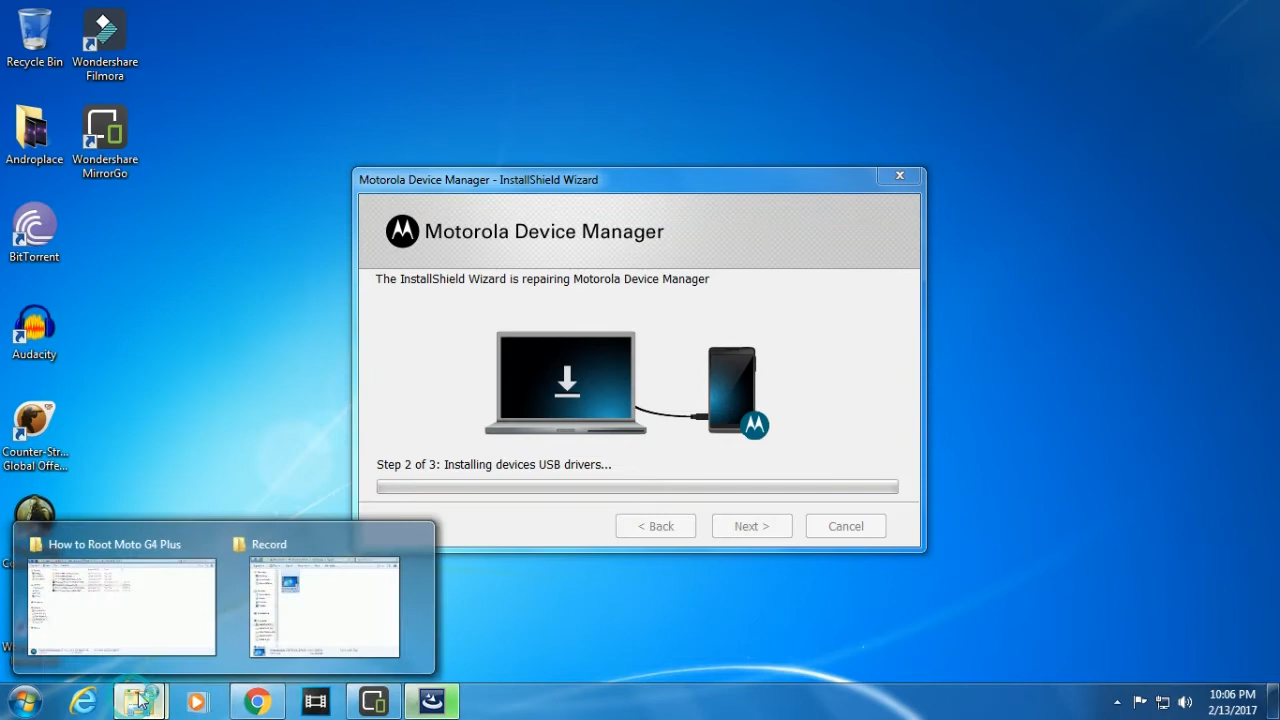 Recycle Bin
Wondershare
Filmora
Androplace
Wondershare
MirrorGo
BitTorrent
Audacity
Counter-Str...
Global Offe...
Motorola Device Manager - InstallShield Wizard
Motorola Device Manager
The InstallShield Wizard is repairing Motorola Device Manager
Step 2 of 3: Installing devices USB drivers...
< Back
Next >
Cancel
How to Root Moto G4 Plus
Record
10:06 PM
2/13/2017